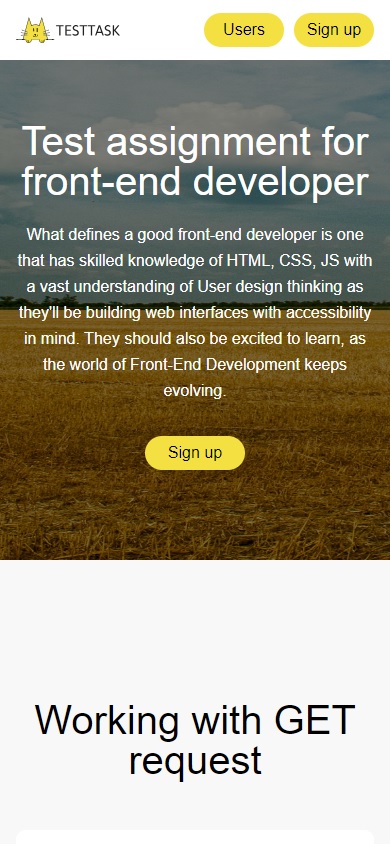 TESTTASK
Users
Sign up
Test assignment for
front-end developer
What defines a good front-end developer is one
that has skilled knowledge of HTML, CSS, JS with
a vast understanding of User design thinking as
they'll be building web interfaces with accessibility
in mind. They should also be excited to learn, as
the world of Front-End Development keeps
evolving.
Sign up
Working with GET
request